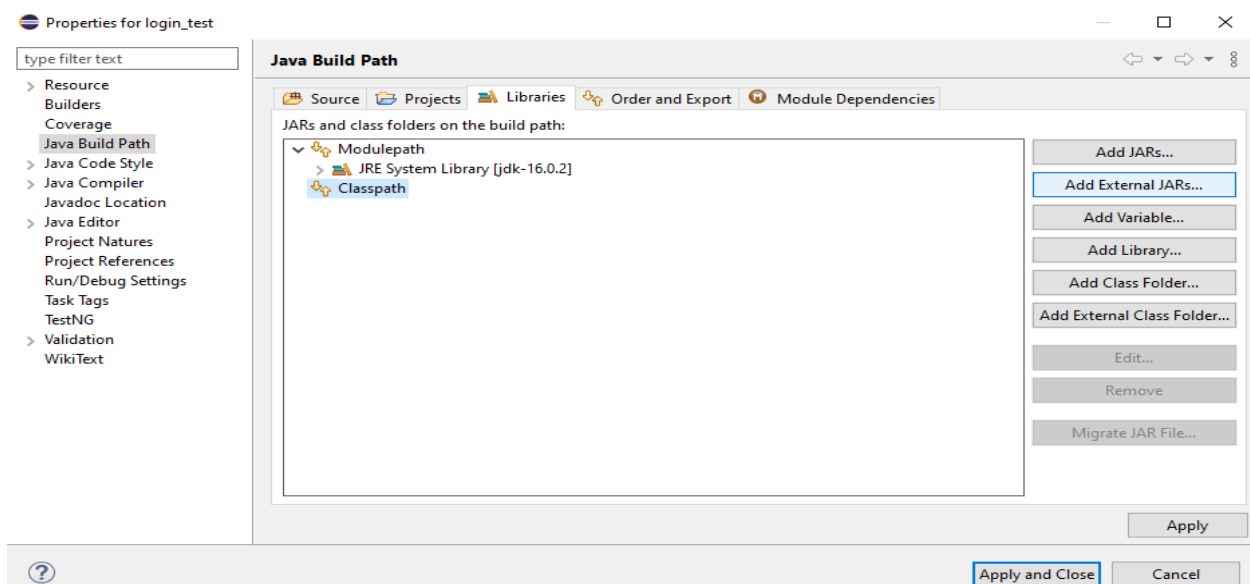 Properties for login_test
type filter text
Resource
Builders
Coverage
Java Build Path
Java Code Style
Java Compiler
Javadoc Location
Java Editor
Project Natures
Project References
Run/Debug Settings
Task Tags
TestNG
Validation
WikiText
Java Build Path
Source Projects Libraries Order and Export M Module Dependencies
JARs and class folders on the build path:
Modulepath
JRE System Library [jdk-16.0.2]
Classpath
Add JARs...
Add External JARs...
Add Variable...
Add Library...
Add Class Folder...
Add External Class Folder...
Edit...
Remove
Migrate JAR File...
Apply
?
Apply and Close
Cancel